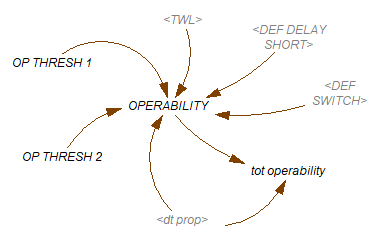 <TWL>
<DEF DELAY
SHORT>
OP THRESH 1
<DEF
SWITCH>
OPERABILITY
OP THRESH 2
tot operability
<dt prop>